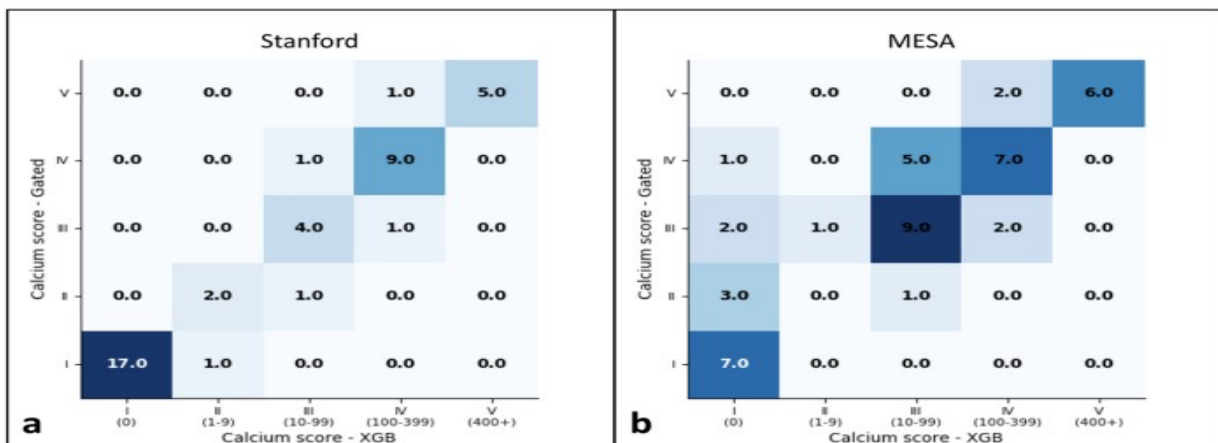 Stanford
V
0.0 0.0 0.0 1.0 5.0
IV
0.0 0.0 1.0 9.0 0.0
III
0.0 0.0 4.0 1.0 0.0
II
0.0 2.0 1.0 0.0 0.0
I
17.0 1.0 0.0 0.0 0.0
Calcium score - Gated
I II III IV V
(0) (1-9) (10-99) (100-399) (400+)
Calcium score - XGB
a
MESA
V
0.0 0.0 0.0 2.0 6.0
IV
1.0 0.0 5.0 7.0 0.0
III
2.0 1.0 9.0 2.0 0.0
II
3.0 0.0 1.0 0.0 0.0
I
7.0 0.0 0.0 0.0 0.0
Calcium score - Gated
I II III IV V
(0) (1-9) (10-99) (100-399) (400+)
Calcium score - XGB
b